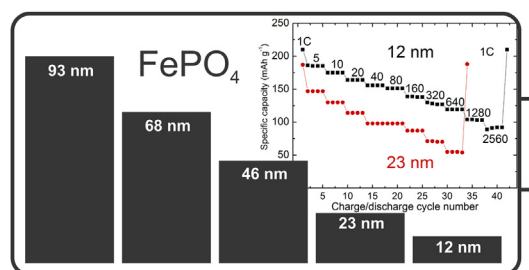 FePO4
93 nm
68 nm
46 nm
23 nm
12 nm
250
200
150
100
50
Specific capacity (mAh g⁻¹)
1C
5
10
20
40
80
160
320
640
1280
2560
1C
12 nm
23 nm
0 5 10 15 20 25 30 35 40
Charge/discharge cycle number